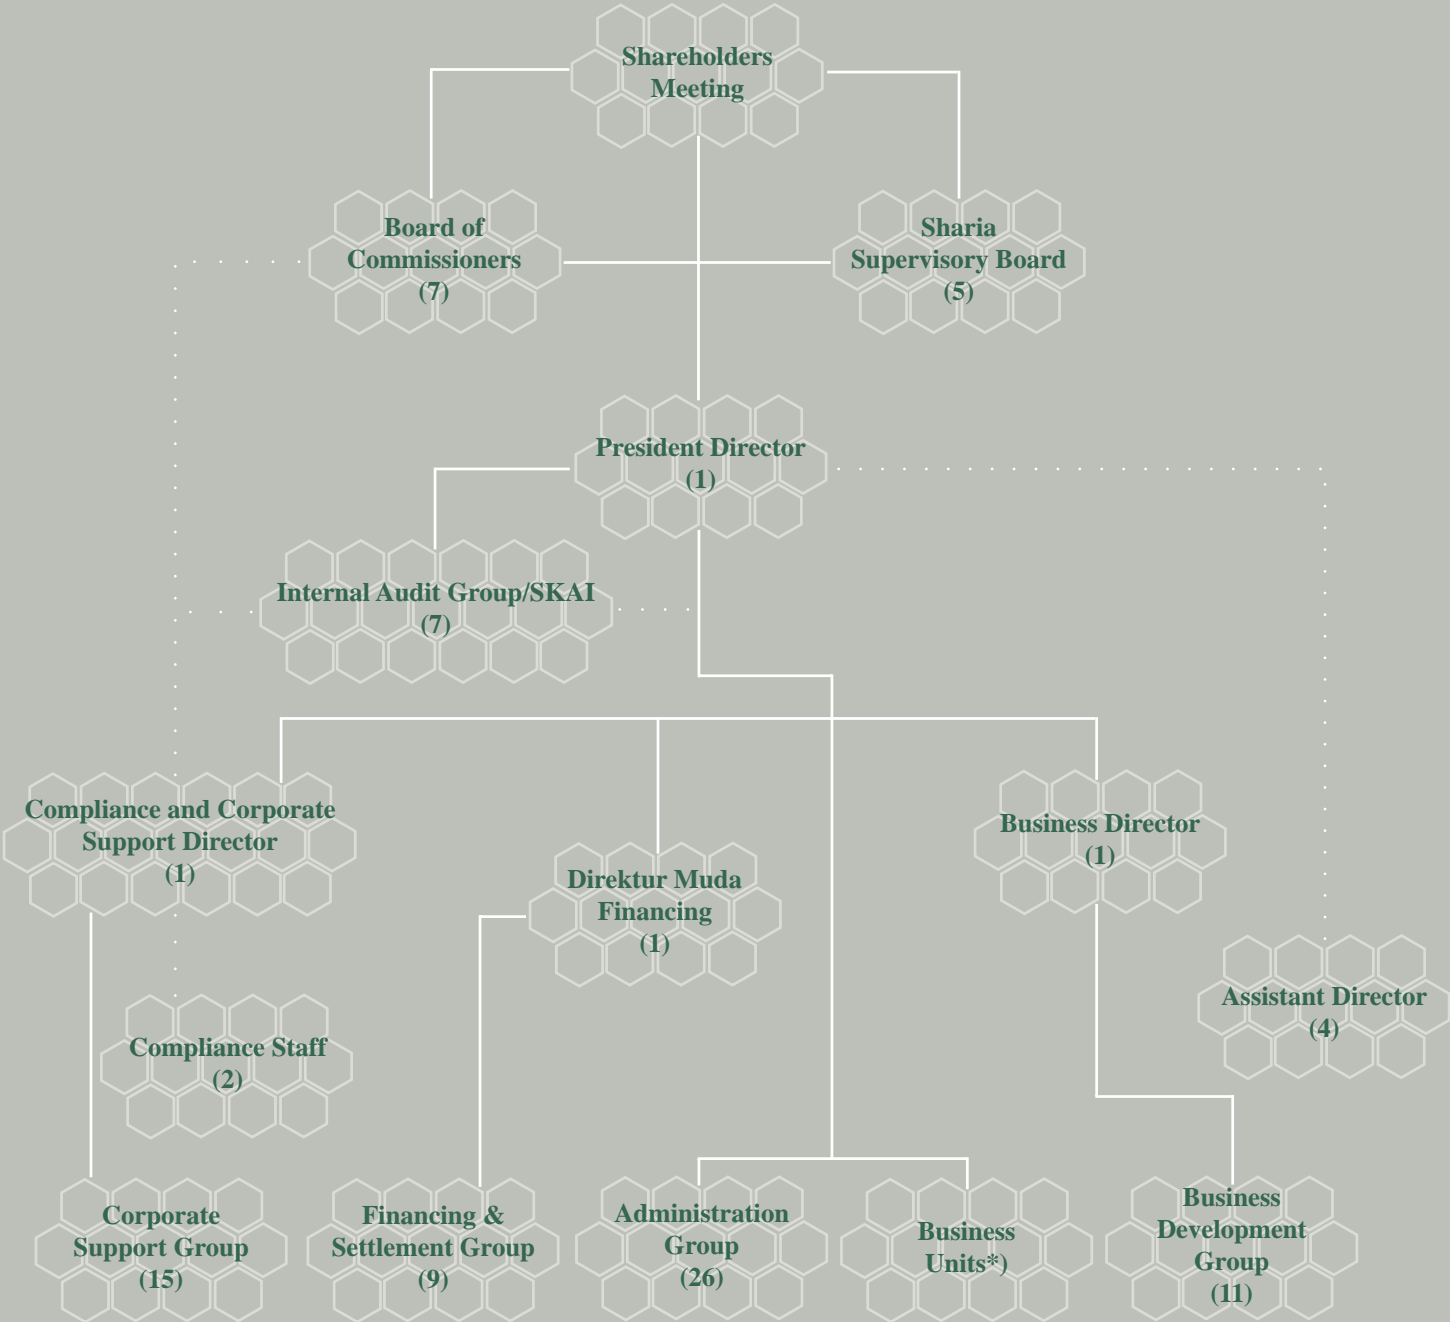 Shareholders
Meeting
Board of
Commissioners
(7)
Sharia
Supervisory Board
(5)
President Director
(1)
Internal Audit Group/SKAI
(7)
Compliance and Corporate
Support Director
(1)
Direktur Muda
Financing
(1)
Business Director
(1)
Assistant Director
(4)
Compliance Staff
(2)
Corporate
Support Group
(15)
Financing &
Settlement Group
(9)
Administration
Group
(26)
Business
Units*)
Business
Development
Group
(11)